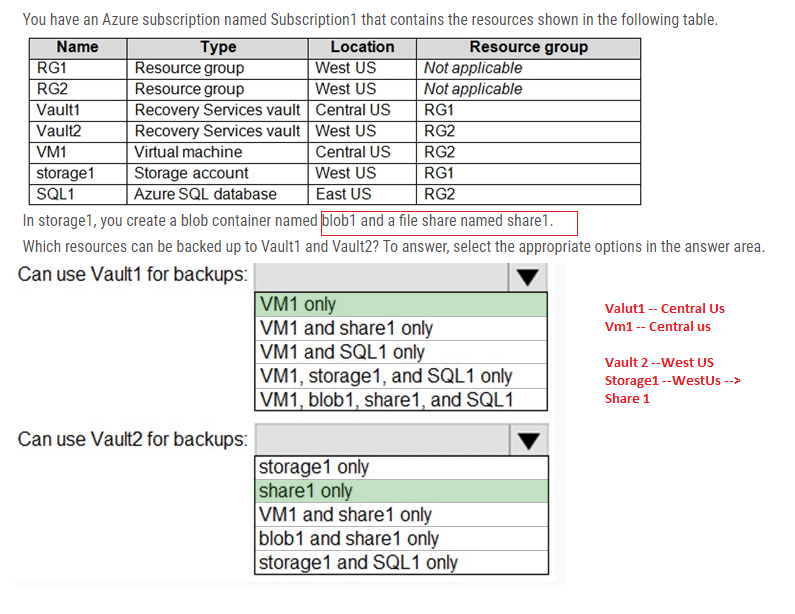 You have an Azure subscription named Subscription1 that contains the resources shown in the following table.
Name Type Location Resource group
RG1 Resource group West US Not applicable
RG2 Resource group West US Not applicable
Vault1 Recovery Services vault Central US RG1
Vault2 Recovery Services vault West US RG2
VM1 Virtual machine Central US RG2
storage1 Storage account West US RG1
SQL1 Azure SQL database East US RG2
In storage1, you create a blob container named blob1 and a file share named share1.
Which resources can be backed up to Vault1 and Vault2? To answer, select the appropriate options in the answer area.
Can use Vault1 for backups:
VM1 only
VM1 and share1 only
VM1 and SQL1 only
VM1, storage1, and SQL1 only
VM1, blob1, share1, and SQL1
Valut1 -- Central Us
Vm1 -- Central us
Vault 2 --West US
Storage1 --WestUs -->
Share 1
Can use Vault2 for backups:
storage1 only
share1 only
VM1 and share1 only
blob1 and share1 only
storage1 and SQL1 only